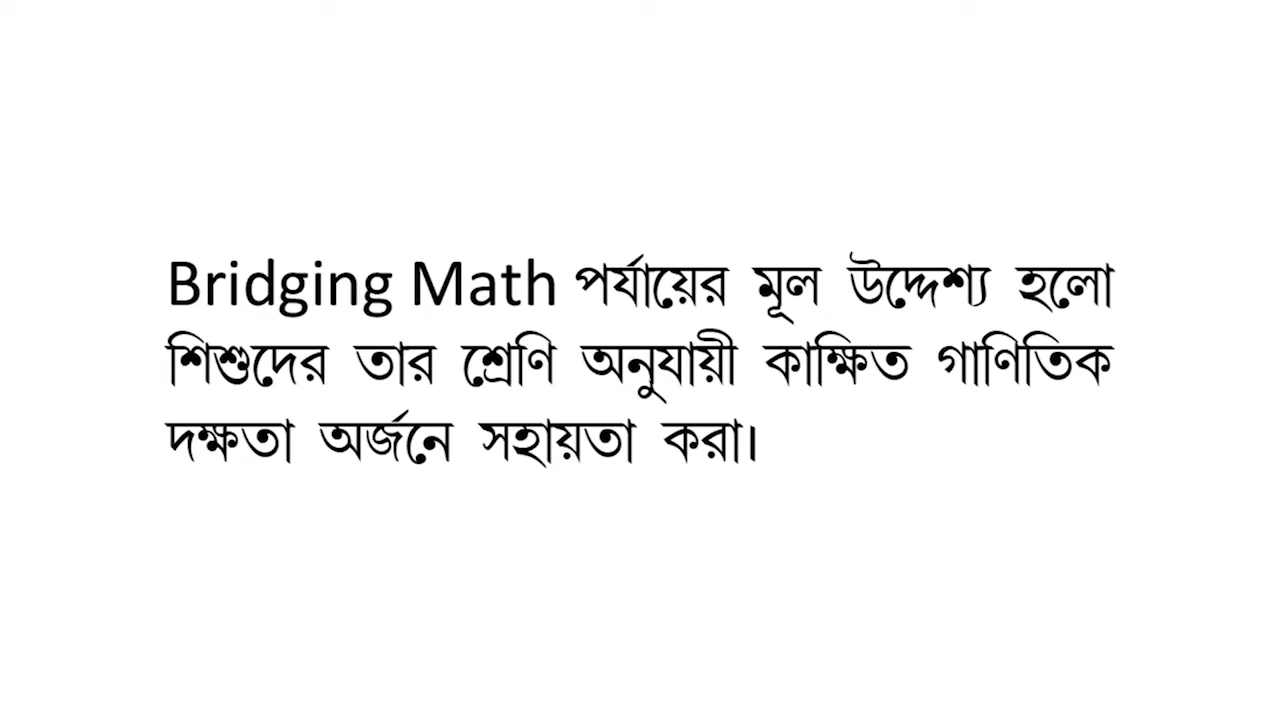 Bridging Math পর্যায়ের মূল উদ্দেশ্য হলো
শিশুদের তার শ্রেণি অনুযায়ী কাক্ষিত গাণিতিক
দক্ষতা অর্জনে সহায়তা করা।